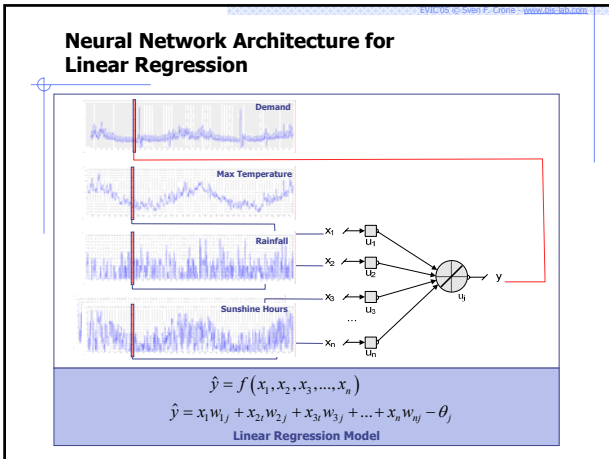 EVIC'05 © Sven F. Crone - www.bis-lab.com
Neural Network Architecture for
Linear Regression
Demand
Max Temperature
Rainfall
Sunshine Hours
x₁
u₁
x₂
u₂
x₃
u₃
...
xₙ
uₙ
uⱼ
y
ŷ = f(x₁, x₂, x₃, ..., xₙ)
ŷ = x₁w₁ⱼ + x₂ₜw₂ⱼ + x₃ₜw₃ⱼ + ... + xₙwₙⱼ − θⱼ
Linear Regression Model